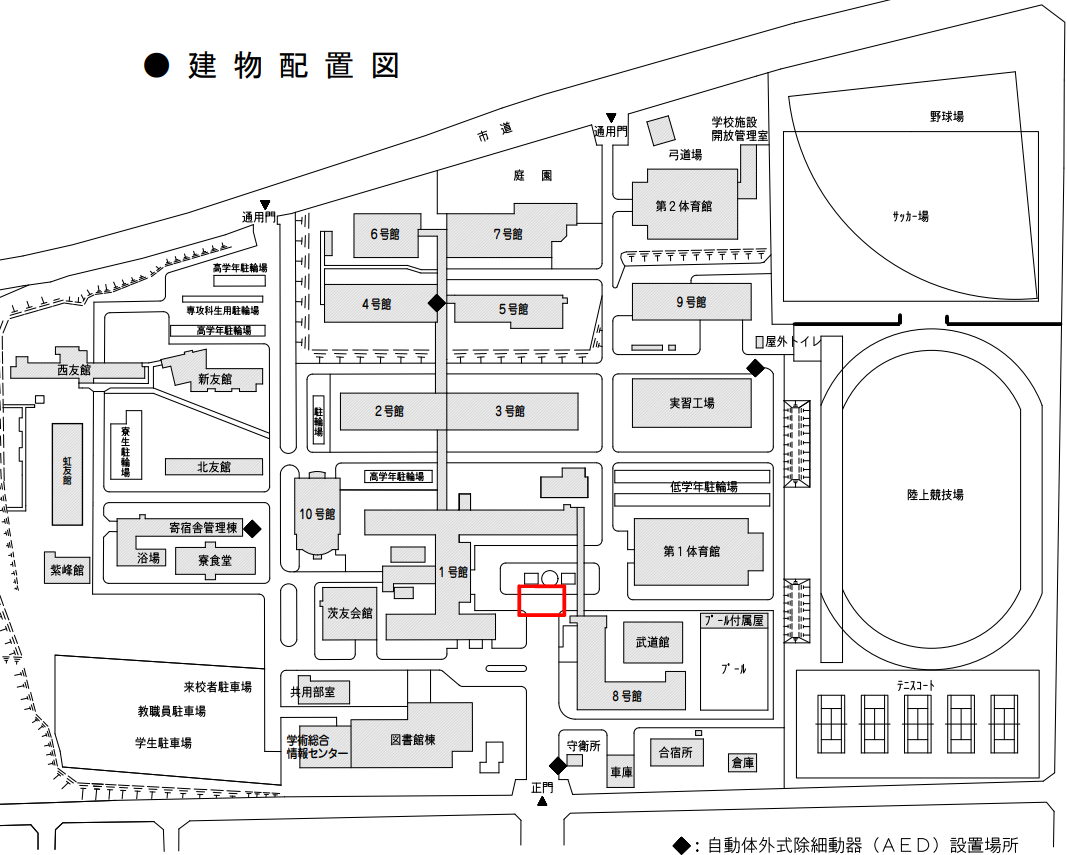 ● 建物配置図
市道
通用門
学校施設
開放管理室
野球場
弓道場
庭園
第2体育館
サッカー場
通用門
6号館
7号館
高学年駐輪場
専攻科生用駐輪場
4号館
5号館
9号館
高学年駐輪場
屋外トイレ
西友館
新友館
駐輪場
2号館
3号館
実習工場
寮生駐輪場
虹友館
北友館
高学年駐輪場
低学年駐輪場
陸上競技場
10号館
寄宿舎管理棟
浴場
寮食堂
紫峰館
1号館
第1体育館
茨友会館
プール付属屋
武道館
プール
来校者駐車場
教職員駐車場
学生駐車場
共用部室
8号館
テニスコート
学術総合
情報センター
図書館棟
守衛所
合宿所
車庫
倉庫
正門
◆:自動体外式除細動器(AED)設置場所